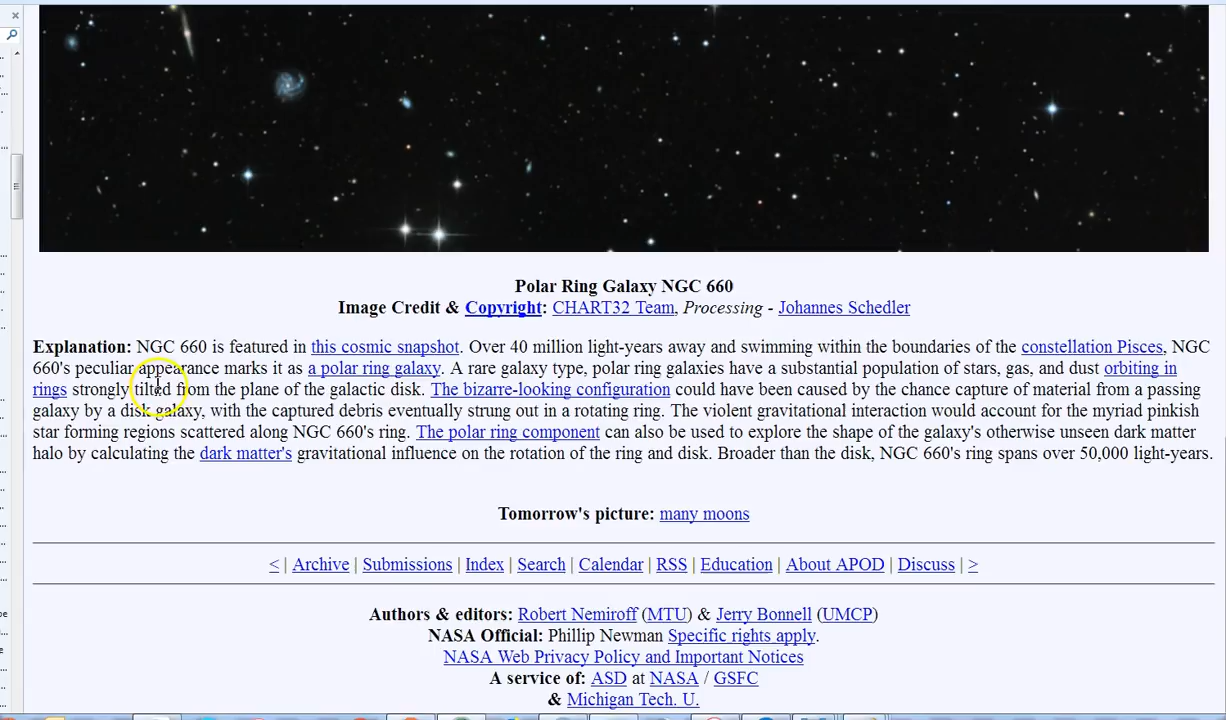 Polar Ring Galaxy NGC 660
Image Credit & Copyright: CHART32 Team, Processing - Johannes Schedler
Explanation: NGC 660 is featured in this cosmic snapshot. Over 40 million light-years away and swimming within the boundaries of the constellation Pisces, NGC
660's peculiar appearance marks it as a polar ring galaxy. A rare galaxy type, polar ring galaxies have a substantial population of stars, gas, and dust orbiting in
rings strongly tilted from the plane of the galactic disk. The bizarre-looking configuration could have been caused by the chance capture of material from a passing
galaxy by a disk galaxy, with the captured debris eventually strung out in a rotating ring. The violent gravitational interaction would account for the myriad pinkish
star forming regions scattered along NGC 660's ring. The polar ring component can also be used to explore the shape of the galaxy's otherwise unseen dark matter
halo by calculating the dark matter's gravitational influence on the rotation of the ring and disk. Broader than the disk, NGC 660's ring spans over 50,000 light-years.
Tomorrow's picture: many moons
< | Archive | Submissions | Index | Search | Calendar | RSS | Education | About APOD | Discuss | >
Authors & editors: Robert Nemiroff (MTU) & Jerry Bonnell (UMCP)
NASA Official: Phillip Newman Specific rights apply.
NASA Web Privacy Policy and Important Notices
A service of: ASD at NASA / GSFC
& Michigan Tech. U.